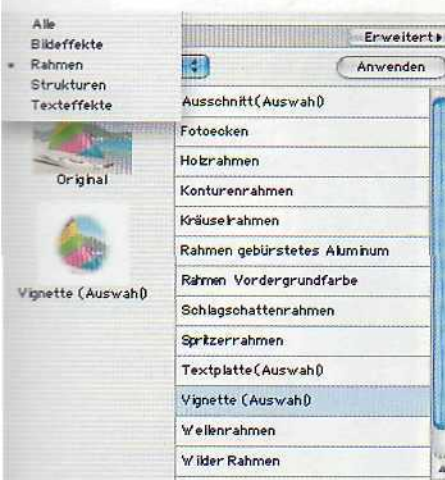 Alle
Bildeffekte
Rahmen
Strukturen
Texteffekte
Erweitert
Anwenden
Original
Vignette (Auswahl)
Ausschnitt(Auswahl)
Fotoecken
Holzrahmen
Konturenrahmen
Kräuselrahmen
Rahmen gebürstetes Aluminum
Rahmen Vordergrundfarbe
Schlagschattenrahmen
Spritzerrahmen
Textplatte(Auswahl)
Vignette (Auswahl)
Wellenrahmen
Wilder Rahmen